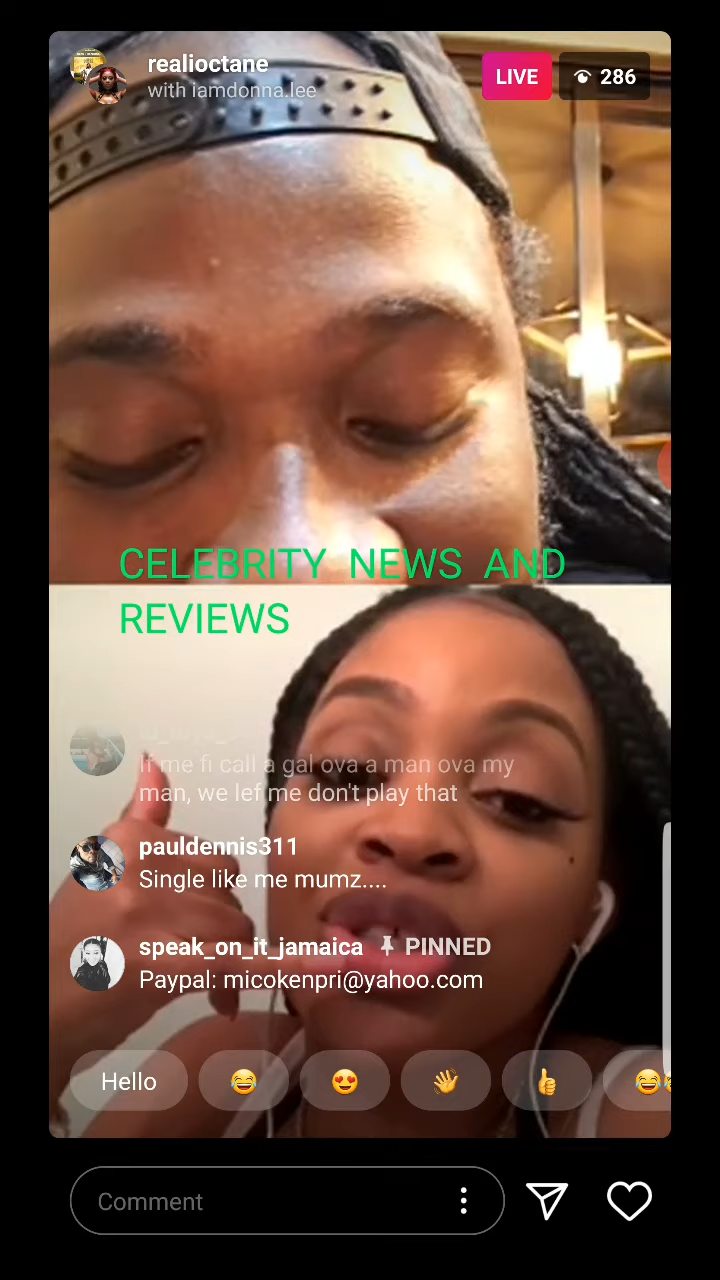 realioctane
with iamdonna.lee
LIVE
286
CELEBRITY NEWS AND
REVIEWS
If me fi call a gal ova a man ova my
man, we lef me don't play that
pauldennis311
Single like me mumz....
speak_on_it_jamaica PINNED
Paypal: micokenpri@yahoo.com
Hello
Comment